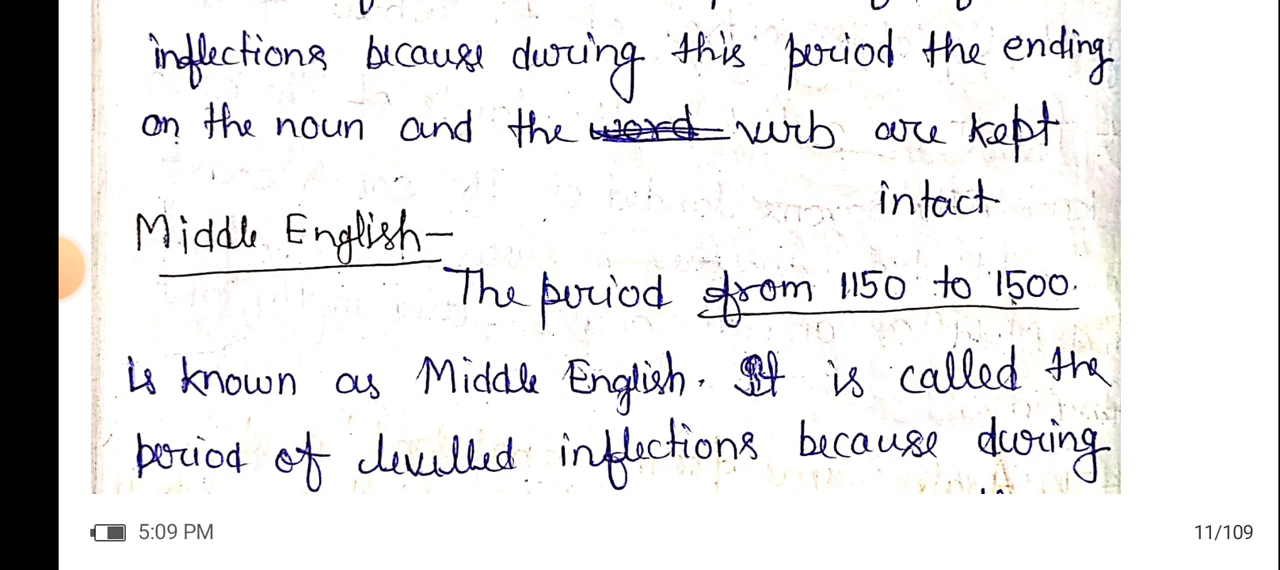 inflections because during this period the ending
on the noun and the word verb are kept
intact
Middle English—
The period from 1150 to 1500.
is known as Middle English. It is called the
period of levelled inflections because during
5:09 PM
11/109